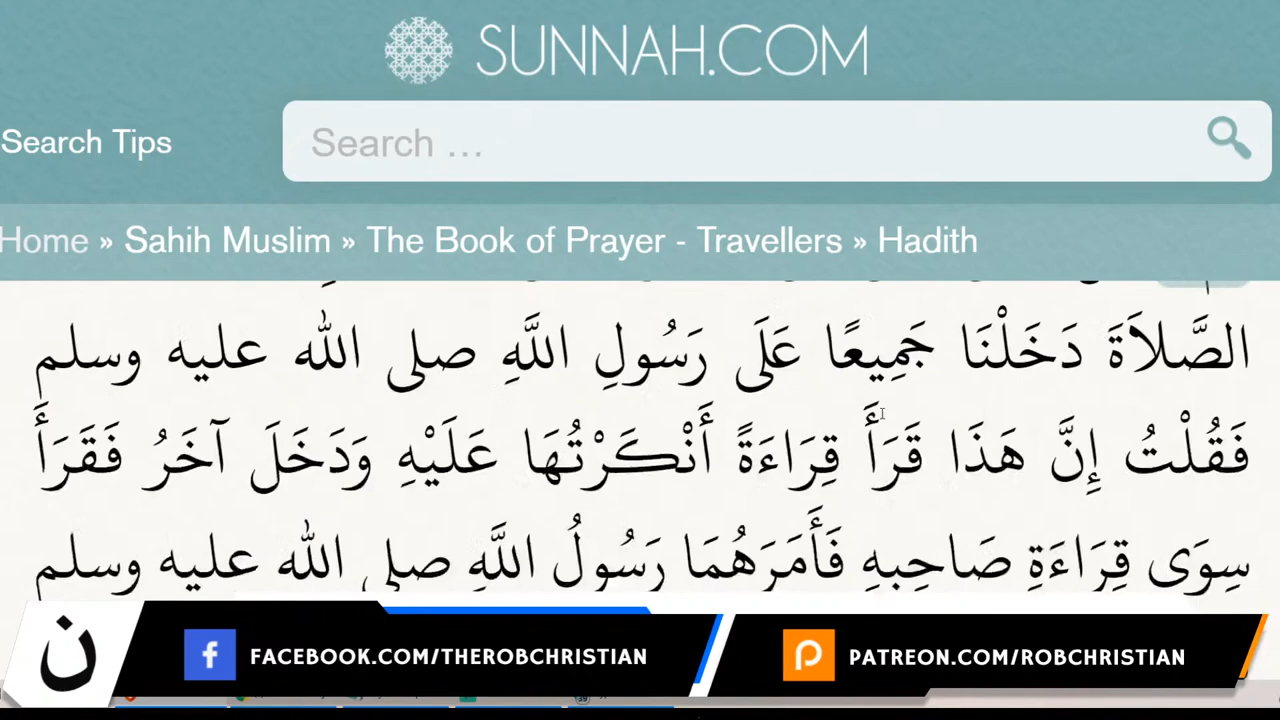 SUNNAH.COM
Search Tips
Search ...
Home » Sahih Muslim » The Book of Prayer - Travellers » Hadith
الصَّلاَةَ دَخَلْنَا جَمِيعًا عَلَى رَسُولِ اللَّهِ صلى الله عليه وسلم
فَقُلْتُ إِنَّ هَذَا قَرَأَ قِرَاءَةً أَنْكَرْتُهَا عَلَيْهِ وَدَخَلَ آخَرُ فَقَرَأَ
سِوَى قِرَاءَةِ صَاحِبِهِ فَأَمَرَهُمَا رَسُولُ اللَّهِ صلى الله عليه وسلم
ن
f FACEBOOK.COM/THEROBCHRISTIAN
PATREON.COM/ROBCHRISTIAN